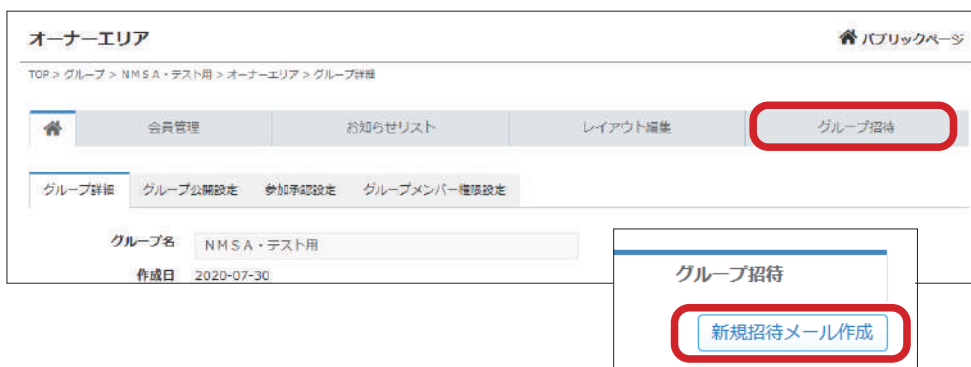 オーナーエリア
パブリックページ
TOP > グループ > NMSA・テスト用 > オーナーエリア > グループ詳細
会員管理 お知らせリスト レイアウト編集 グループ招待
グループ詳細 グループ公開設定 参加承認設定 グループメンバー権限設定
グループ名 NMSA・テスト用
作成日 2020-07-30
グループ招待
新規招待メール作成